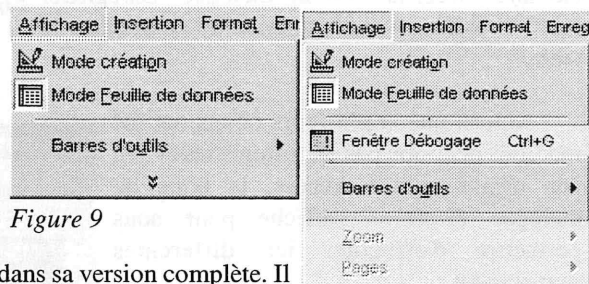 Affichage Insertion Format Enr
Mode création
Mode Feuille de données
Barres d'outils
Figure 9
dans sa version complète. Il
Affichage Insertion Format Enreg
Mode création
Mode Feuille de données
Fenêtre Débogage Ctrl+G
Barres d'outils
Zoom
Pages